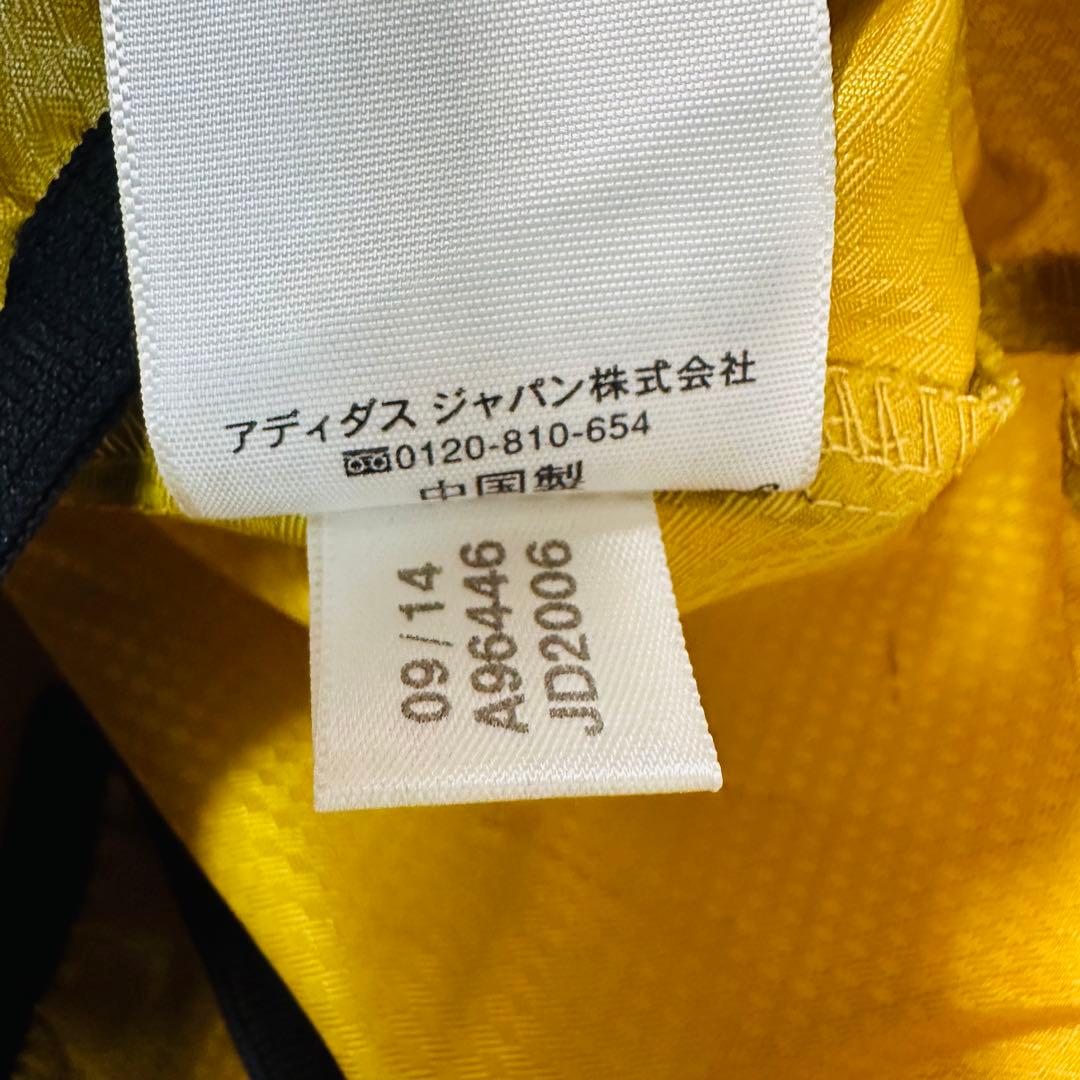 アディダス ジャパン株式会社
0120-810-654
中国製
09/14
A96446
JD2006